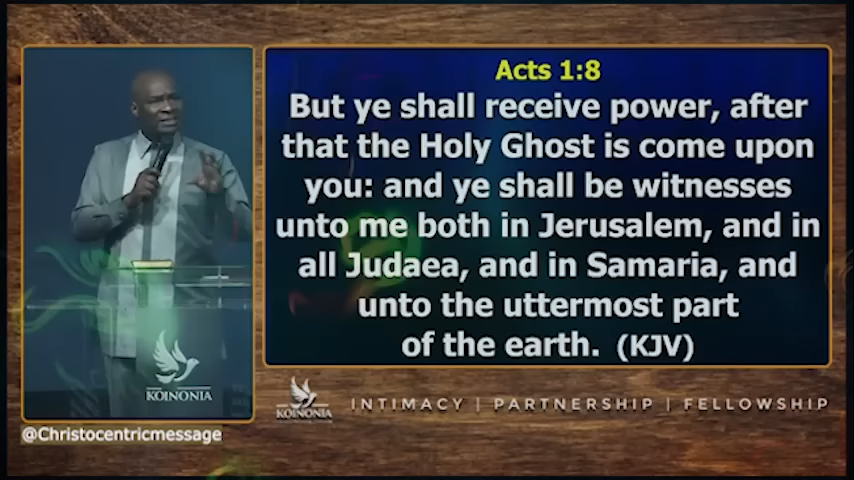 Acts 1:8
But ye shall receive power, after
that the Holy Ghost is come upon
you: and ye shall be witnesses
unto me both in Jerusalem, and in
all Judaea, and in Samaria, and
unto the uttermost part
of the earth. (KJV)
KOINONIA
KOINONIA
INTIMACY | PARTNERSHIP | FELLOWSHIP
@Christocentricmessage